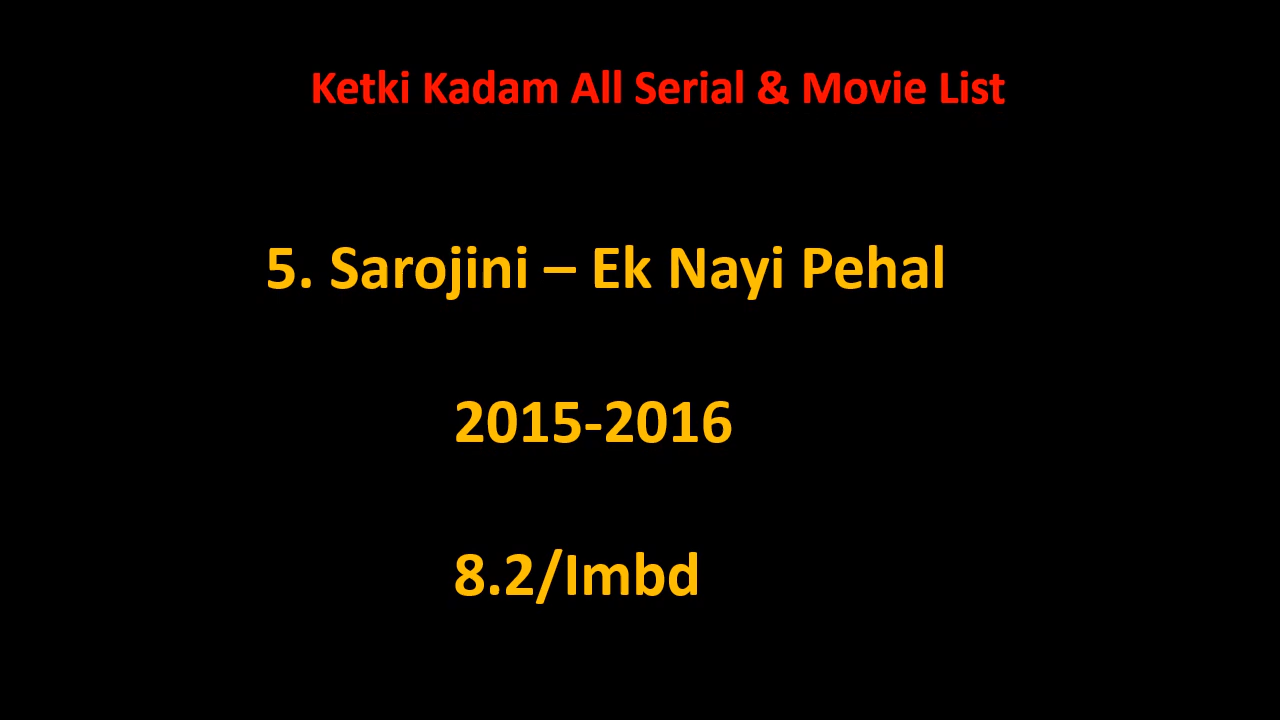 Ketki Kadam All Serial & Movie List
5. Sarojini – Ek Nayi Pehal
2015-2016
8.2/Imbd